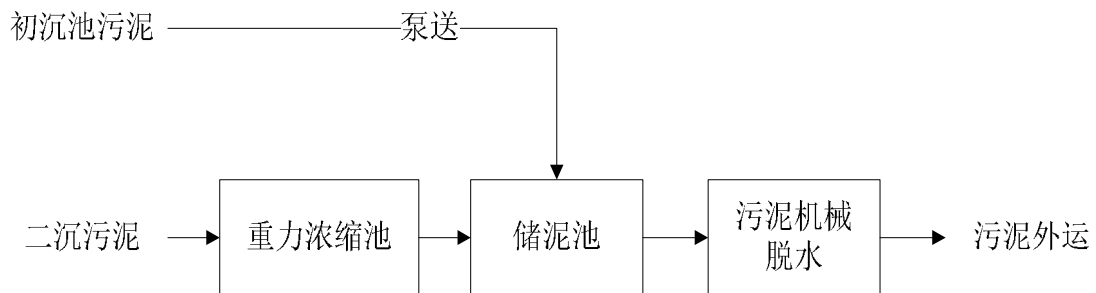 初沉池污泥
泵送
二沉污泥
重力浓缩池
储泥池
污泥机械
脱水
污泥外运